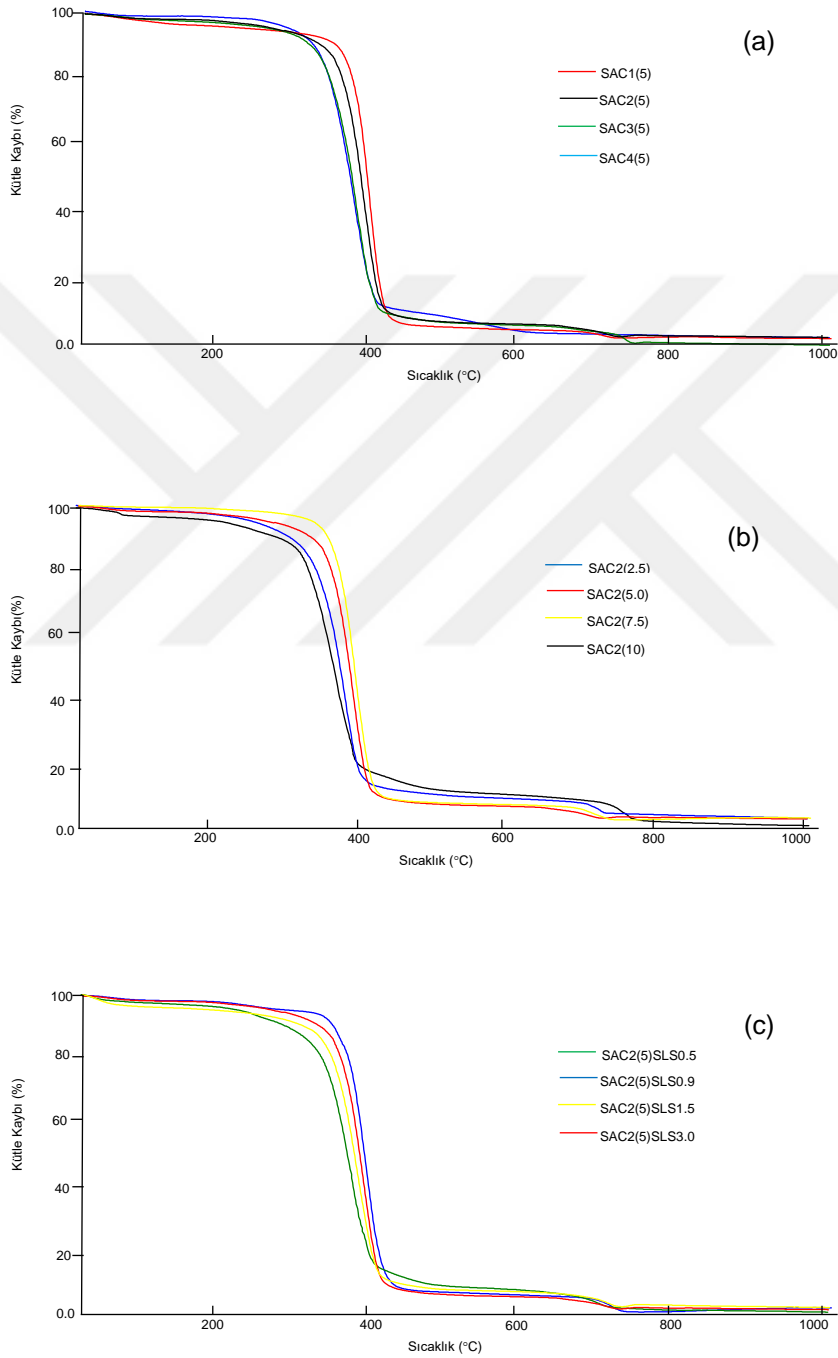 (a)
100
80
60
40
20
0.0
Kütle Kaybı (%)
SAC1(5)
SAC2(5)
SAC3(5)
SAC4(5)
200
400
600
800
1000
Sıcaklık (°C)
(b)
100
80
60
40
20
0.0
Kütle Kaybı(%)
SAC2(2.5)
SAC2(5.0)
SAC2(7.5)
SAC2(10)
200
400
600
800
1000
Sıcaklık (°C)
(c)
100
80
60
40
20
0.0
Kütle Kaybı (%)
SAC2(5)SLS0.5
SAC2(5)SLS0.9
SAC2(5)SLS1.5
SAC2(5)SLS3.0
200
400
600
800
1000
Sıcaklık (°C)